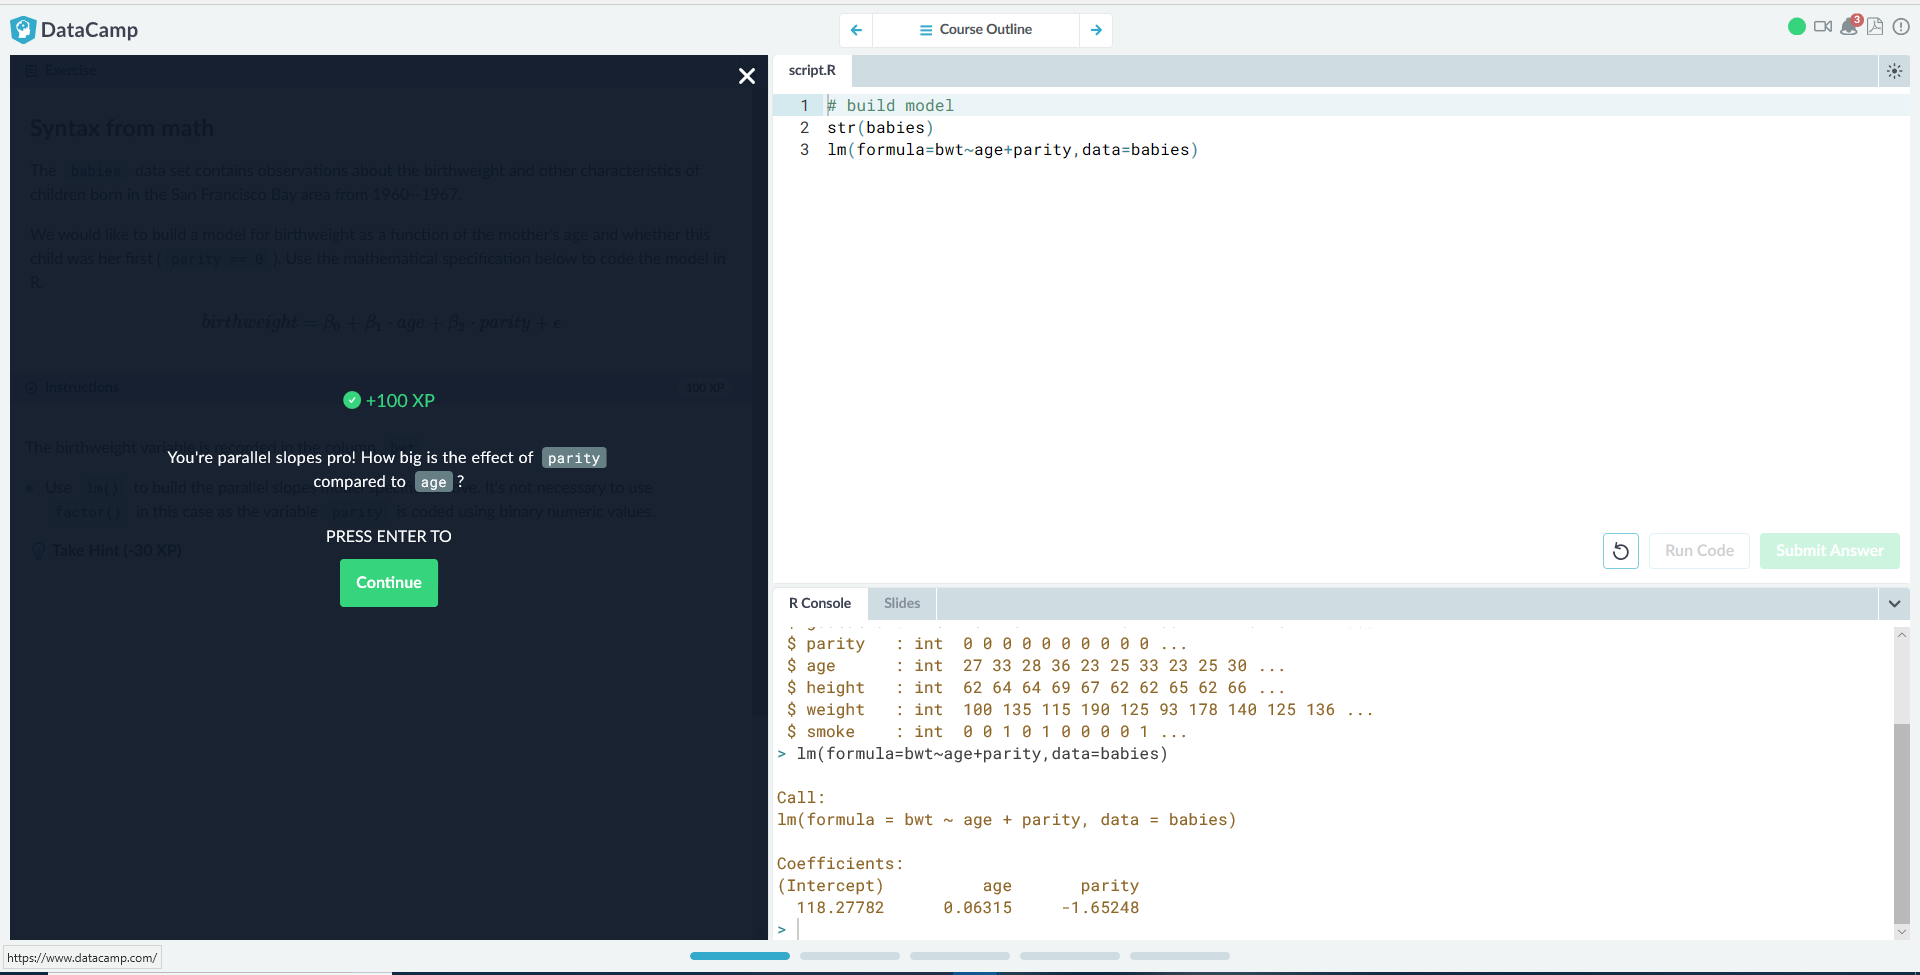 DataCamp
Course Outline
3
Exercise
Syntax from math
The babies data set contains observations about the birthweight and other characteristics of
children born in the San Francisco Bay area from 1960--1967.
We would like to build a model for birthweight as a function of the mother's age and whether this
child was her first ( parity == 0 ). Use the mathematical specification below to code the model in
R.
birthweight = β0 + β1 · age + β2 · parity + ϵ
Instructions
100 XP
+100 XP
The birthweight variable is recorded in the column bwt
You're parallel slopes pro! How big is the effect of parity
compared to age ?
Use lm() to build the parallel slopes model specified above. It's not necessary to use
factor() in this case as the variable parity is coded using binary numeric values.
PRESS ENTER TO
Take Hint (-30 XP)
Continue
script.R
1 # build model
2 str(babies)
3 lm(formula=bwt~age+parity,data=babies)
Run Code
Submit Answer
R Console
Slides
$ parity : int 0 0 0 0 0 0 0 0 0 0 ...
$ age : int 27 33 28 36 23 25 33 23 25 30 ...
$ height : int 62 64 64 69 67 62 62 65 62 66 ...
$ weight : int 100 135 115 190 125 93 178 140 125 136 ...
$ smoke : int 0 0 1 0 1 0 0 0 0 1 ...
> lm(formula=bwt~age+parity,data=babies)
Call:
lm(formula = bwt ~ age + parity, data = babies)
Coefficients:
(Intercept) age parity
118.27782 0.06315 -1.65248
>
https://www.datacamp.com/